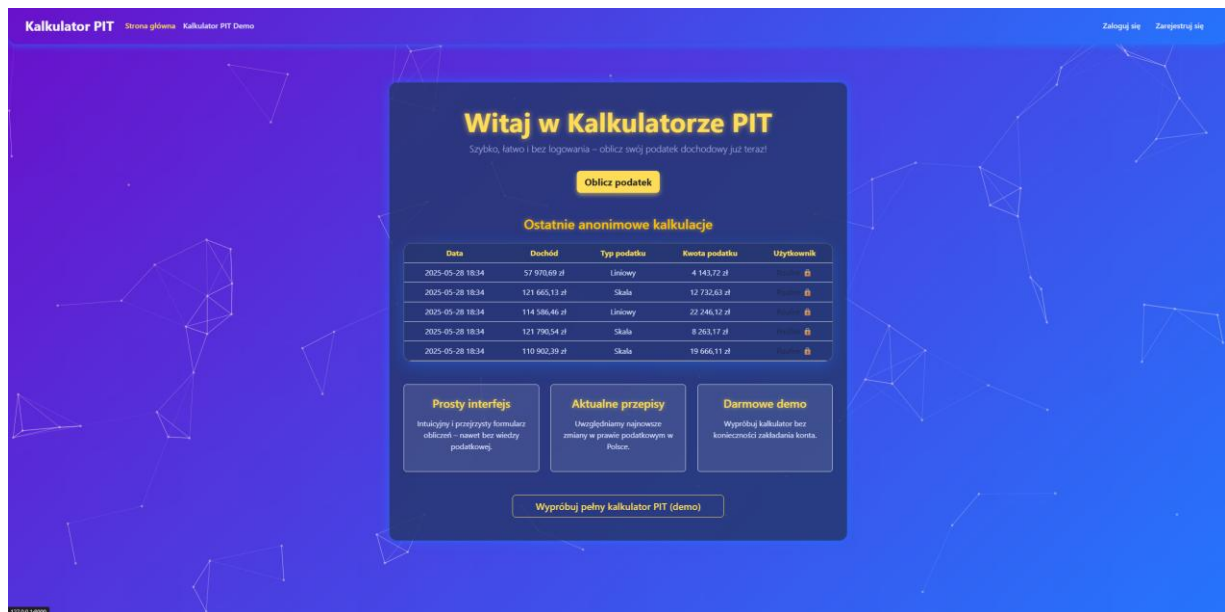 Kalkulator PIT Strona główna Kalkulator PIT Demo Zaloguj się Zarejestruj się
Witaj w Kalkulatorze PIT
Szybko, łatwo i bez logowania – oblicz swój podatek dochodowy już teraz!
Oblicz podatek
Ostatnie anonimowe kalkulacje
Data Dochód Typ podatku Kwota podatku Użytkownik
2025-05-28 18:34 57 970,69 zł Liniowy 4 143,72 zł
2025-05-28 18:34 121 665,13 zł Skala 12 732,63 zł
2025-05-28 18:34 114 586,46 zł Liniowy 22 246,12 zł
2025-05-28 18:34 121 790,54 zł Skala 8 263,17 zł
2025-05-28 18:34 110 902,39 zł Skala 19 666,11 zł
Prosty interfejs
Intuicyjny i przejrzysty formularz
obliczeń – nawet bez wiedzy
podatkowej.
Aktualne przepisy
Uwzględniamy najnowsze
zmiany w prawie podatkowym w
Polsce.
Darmowe demo
Wypróbuj kalkulator bez
konieczności zakładania konta.
Wypróbuj pełny kalkulator PIT (demo)